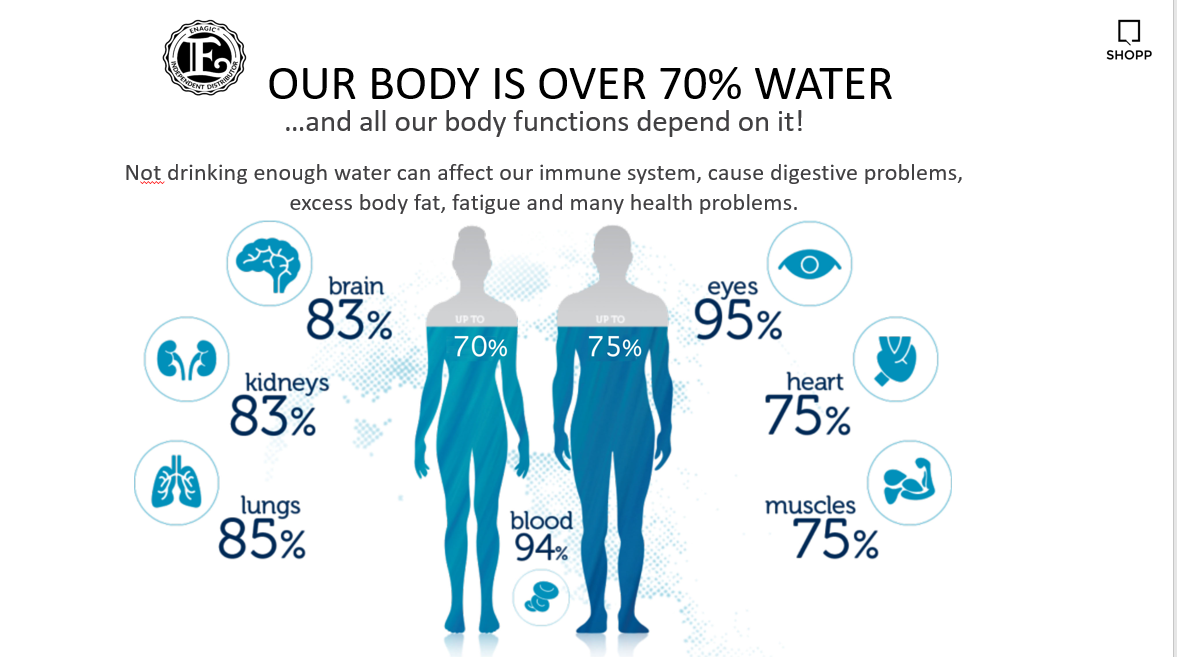 ENAGIC
E
INDEPENDENT DISTRIBUTOR
SHOPP
OUR BODY IS OVER 70% WATER
...and all our body functions depend on it!
Not drinking enough water can affect our immune system, cause digestive problems,
excess body fat, fatigue and many health problems.
brain
83%
kidneys
83%
lungs
85%
UP TO
70%
UP TO
75%
blood
94%
eyes
95%
heart
75%
muscles
75%